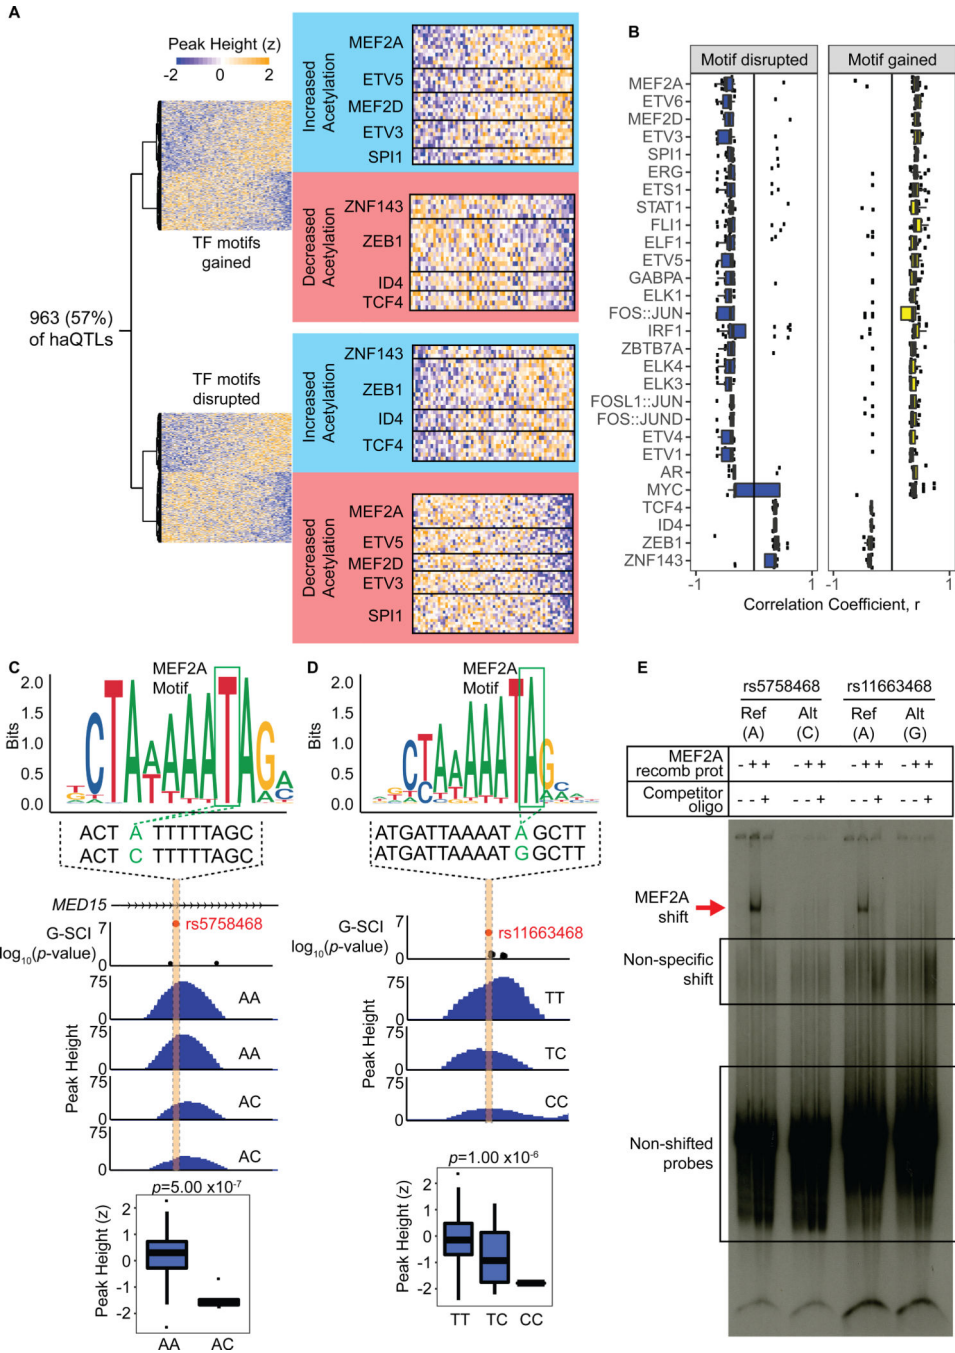 A
Peak Height (z)
-2 0 2
TF motifs
gained
963 (57%)
of haQTLs
TF motifs
disrupted
Increased
Acetylation
MEF2A
ETV5
MEF2D
ETV3
SPI1
Decreased
Acetylation
ZNF143
ZEB1
ID4
TCF4
Increased
Acetylation
ZNF143
ZEB1
ID4
TCF4
Decreased
Acetylation
MEF2A
ETV5
MEF2D
ETV3
SPI1
B
Motif disrupted Motif gained
MEF2A
ETV6
MEF2D
ETV3
SPI1
ERG
ETS1
STAT1
FLI1
ELF1
ETV5
GABPA
ELK1
FOS::JUN
IRF1
ZBTB7A
ELK4
ELK3
FOSL1::JUN
FOS::JUND
ETV4
ETV1
AR
MYC
TCF4
ID4
ZEB1
ZNF143
-1 1 -1 1
Correlation Coefficient, r
C
MEF2A
Motif
Bits
2.0
1.5
1.0
0.5
0.0
ACT A TTTTTAGC
ACT C TTTTTAGC
MED15
rs5758468
G-SCI
log10(p-value)
7
0
Peak Height
75
0
AA
75
0
AA
75
0
AC
75
0
AC
p=5.00 x10-7
Peak Height (z)
2
1
0
-1
-2
AA AC
D
MEF2A
Motif
Bits
2.0
1.5
1.0
0.5
0.0
ATGATTAAAAT A GCTT
ATGATTAAAAT G GCTT
rs11663468
G-SCI
log10(p-value)
7
0
Peak Height
75
0
TT
75
0
TC
75
0
CC
p=1.00 x10-6
Peak Height (z)
2
1
0
-1
-2
TT TC CC
E
rs5758468 rs11663468
Ref Alt Ref Alt
(A) (C) (A) (G)
MEF2A
recomb prot
- + + - + + - + + - + +
Competitor
oligo
- - + - - + - - + - - +
MEF2A
shift
Non-specific
shift
Non-shifted
probes